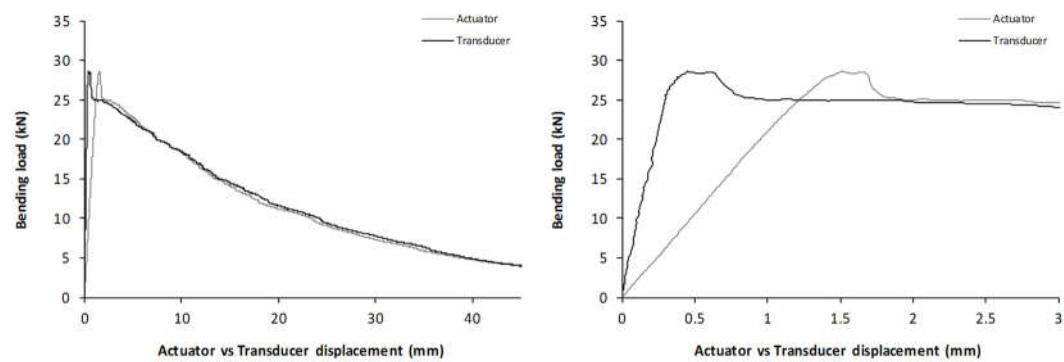 35
30
25
20
15
10
5
0
Bending load (kN)
Actuator
Transducer
0 10 20 30 40
Actuator vs Transducer displacement (mm)
35
30
25
20
15
10
5
0
Bending load (kN)
Actuator
Transducer
0 0.5 1 1.5 2 2.5 3
Actuator vs Transducer displacement (mm)